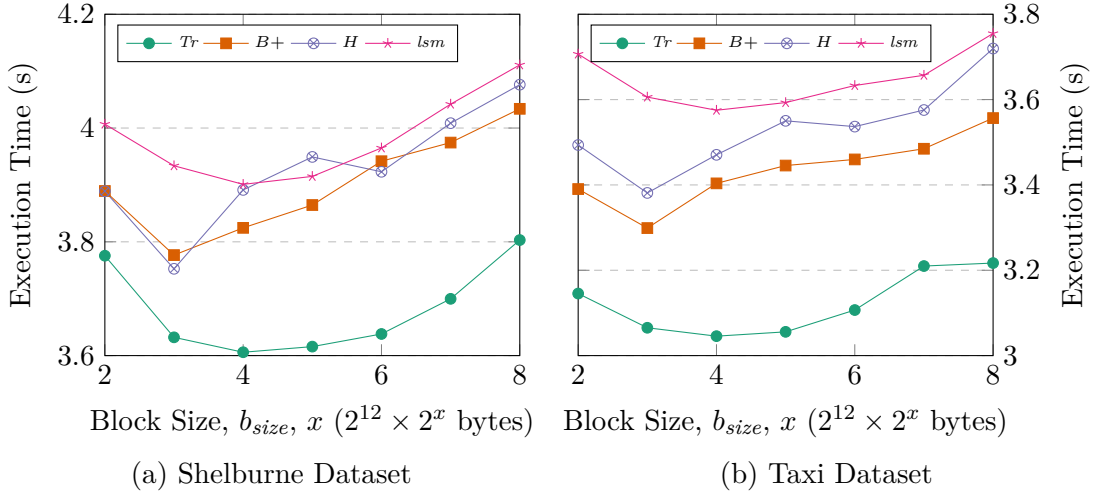 4.2
4
3.8
3.6
Execution Time (s)
Tr B+ H lsm
2 4 6 8
Block Size, b_size, x (2^12 × 2^x bytes)
(a) Shelburne Dataset
Tr B+ H lsm
3.8
3.6
3.4
3.2
3
Execution Time (s)
2 4 6 8
Block Size, b_size, x (2^12 × 2^x bytes)
(b) Taxi Dataset